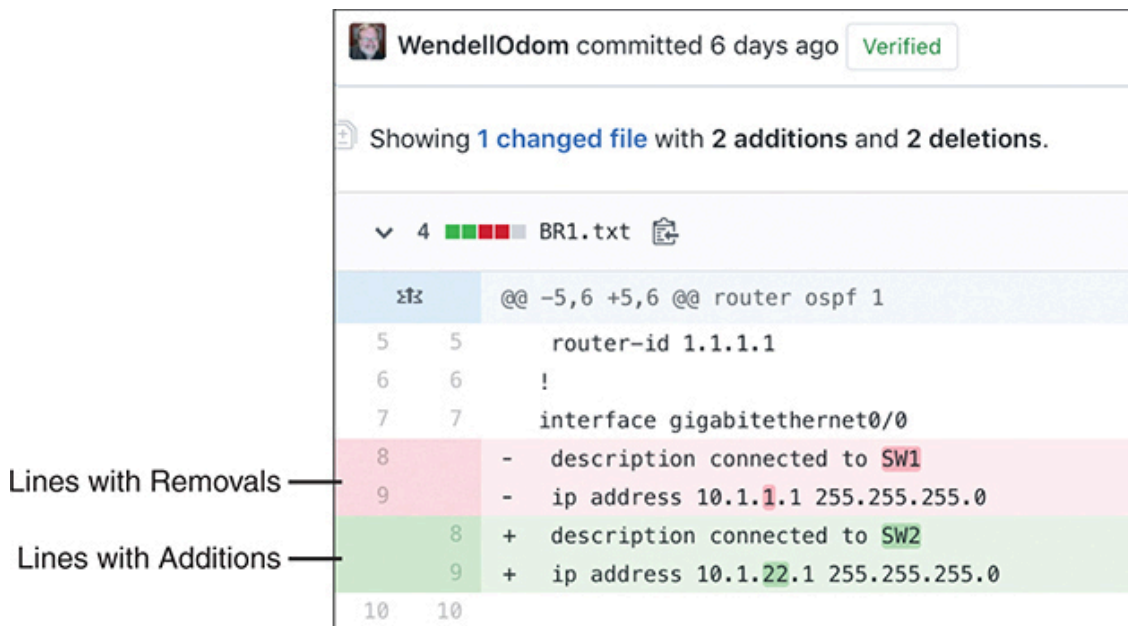 WendellOdom committed 6 days ago Verified
Showing 1 changed file with 2 additions and 2 deletions.
4 BR1.txt
@@ -5,6 +5,6 @@ router ospf 1
5 5 router-id 1.1.1.1
6 6 !
7 7 interface gigabitethernet0/0
8 - description connected to SW1
Lines with Removals
9 - ip address 10.1.1.1 255.255.255.0
8 + description connected to SW2
Lines with Additions
9 + ip address 10.1.22.1 255.255.255.0
10 10